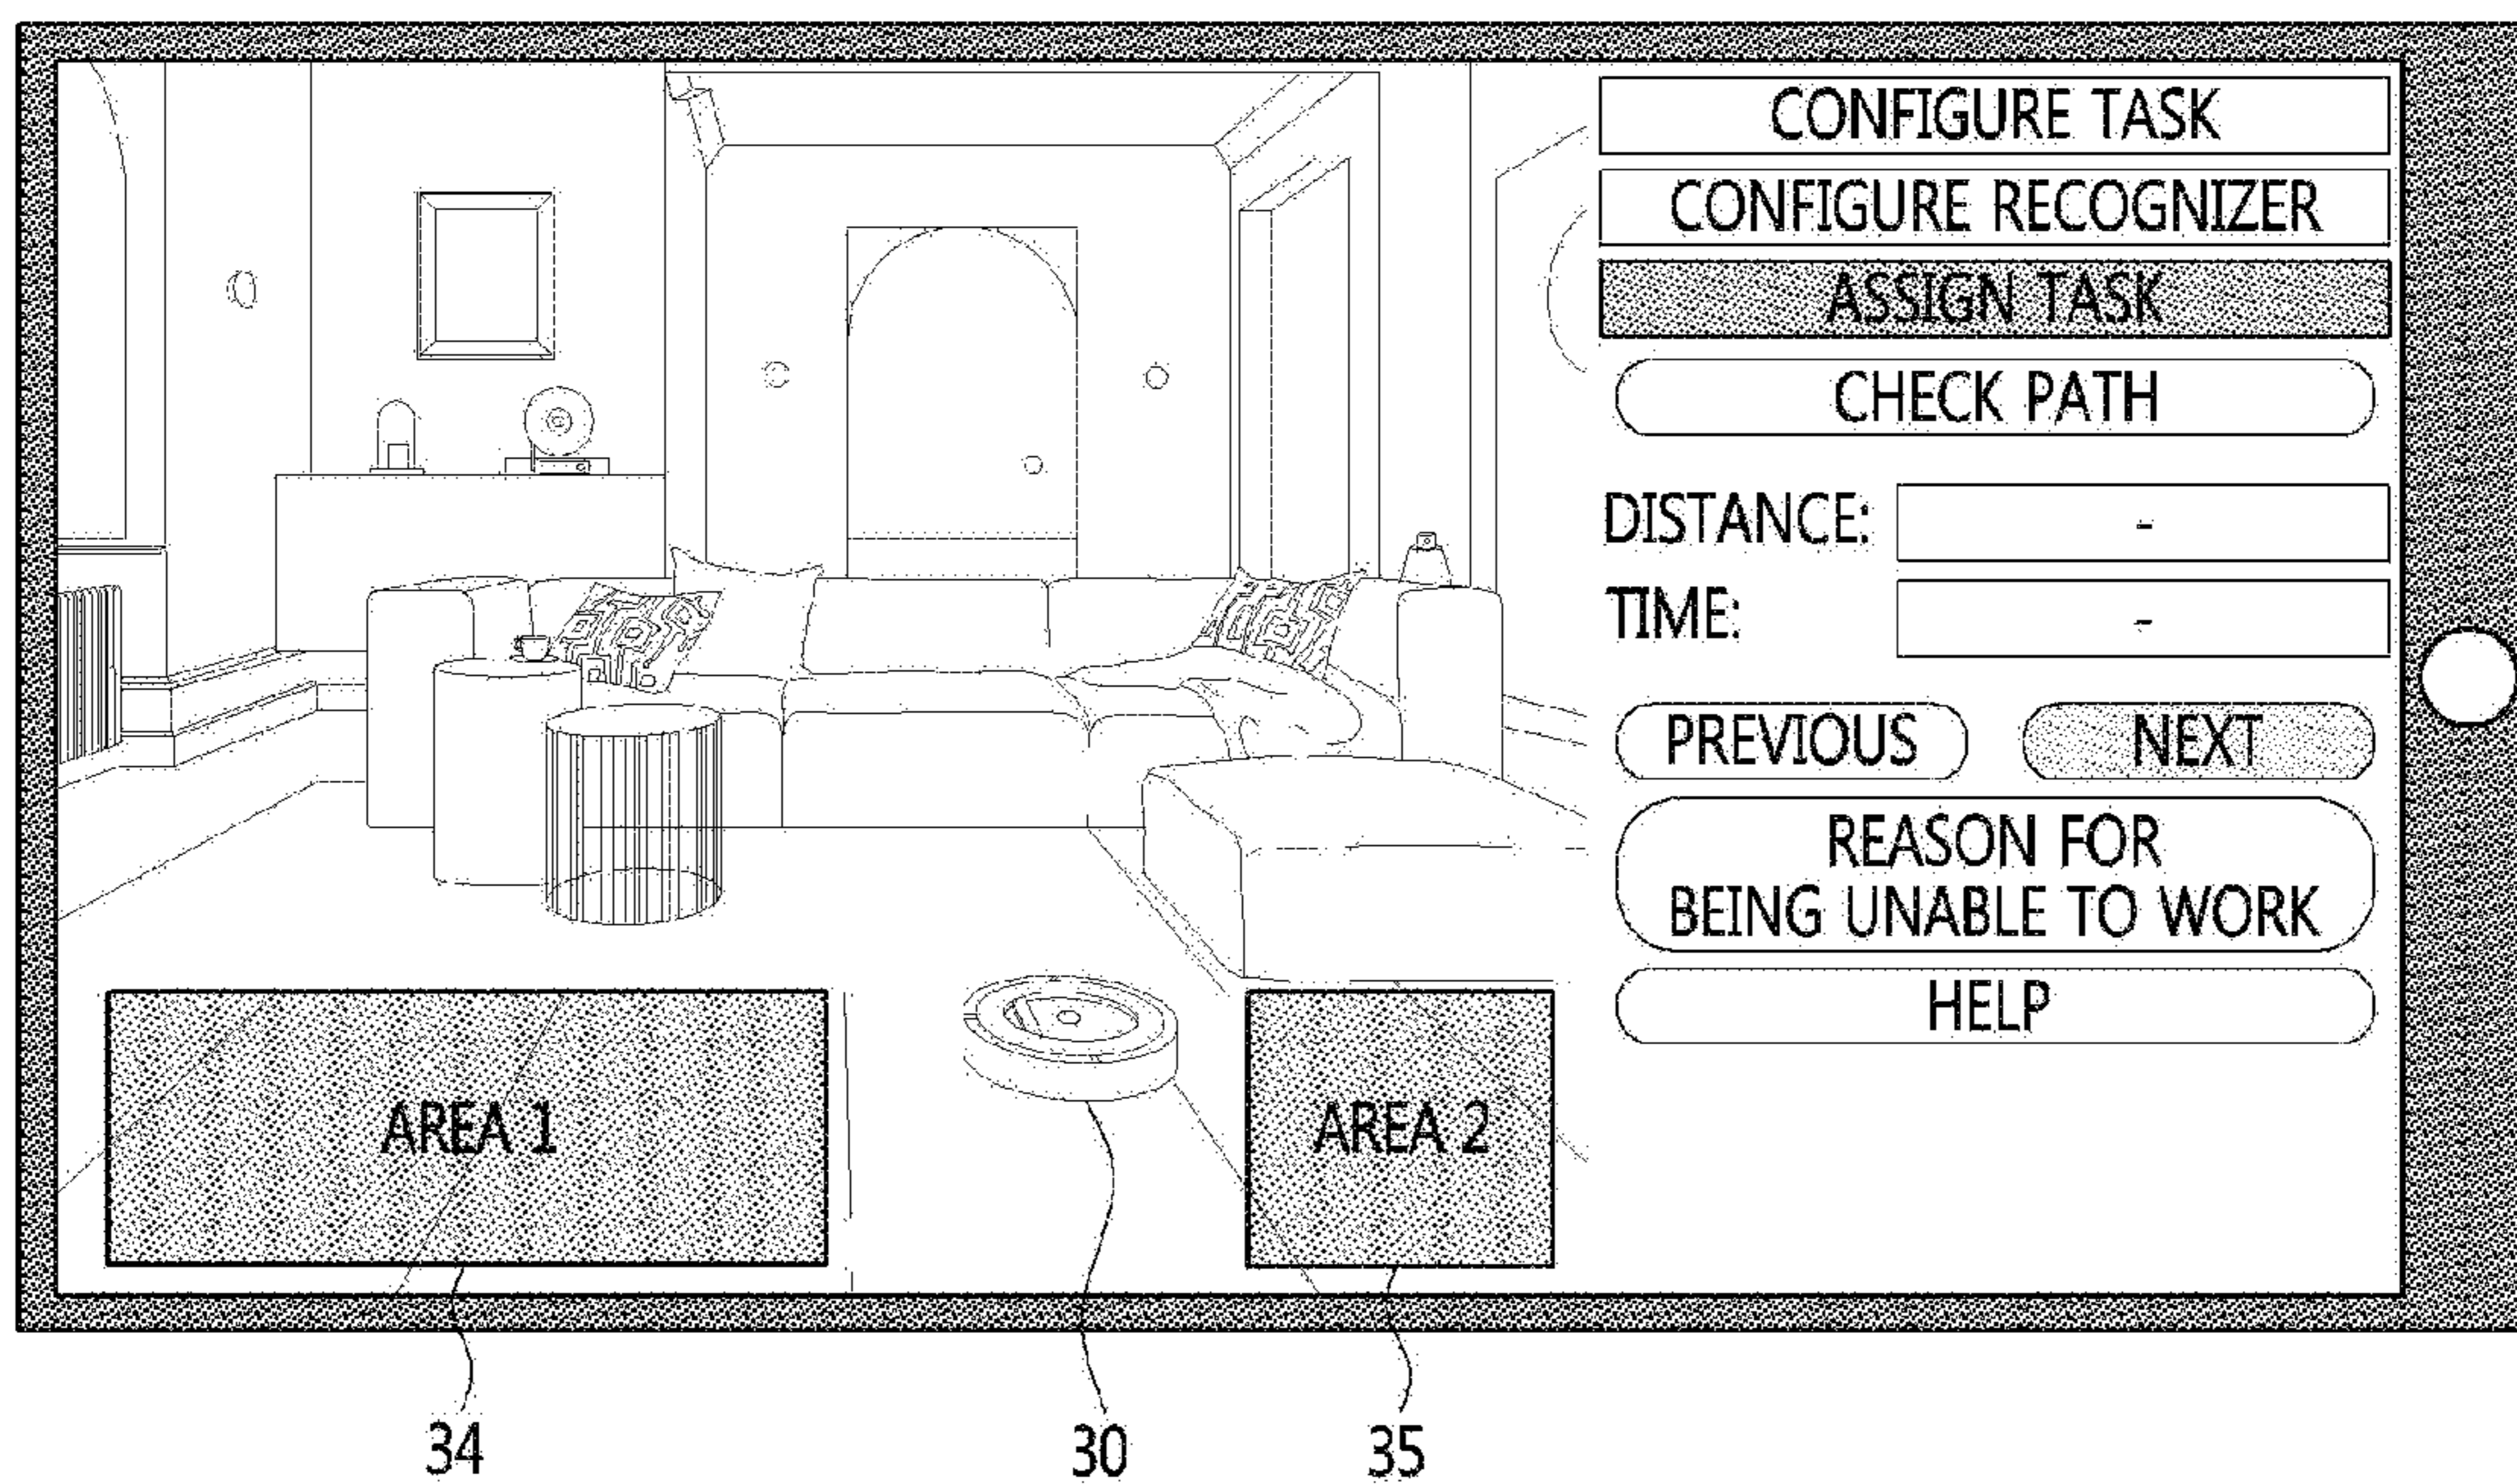 CONFIGURE TASK
CONFIGURE RECOGNIZER
ASSIGN TASK
CHECK PATH
DISTANCE: -
TIME: -
PREVIOUS NEXT
REASON FOR
BEING UNABLE TO WORK
HELP
AREA 1 AREA 2
34 30 35